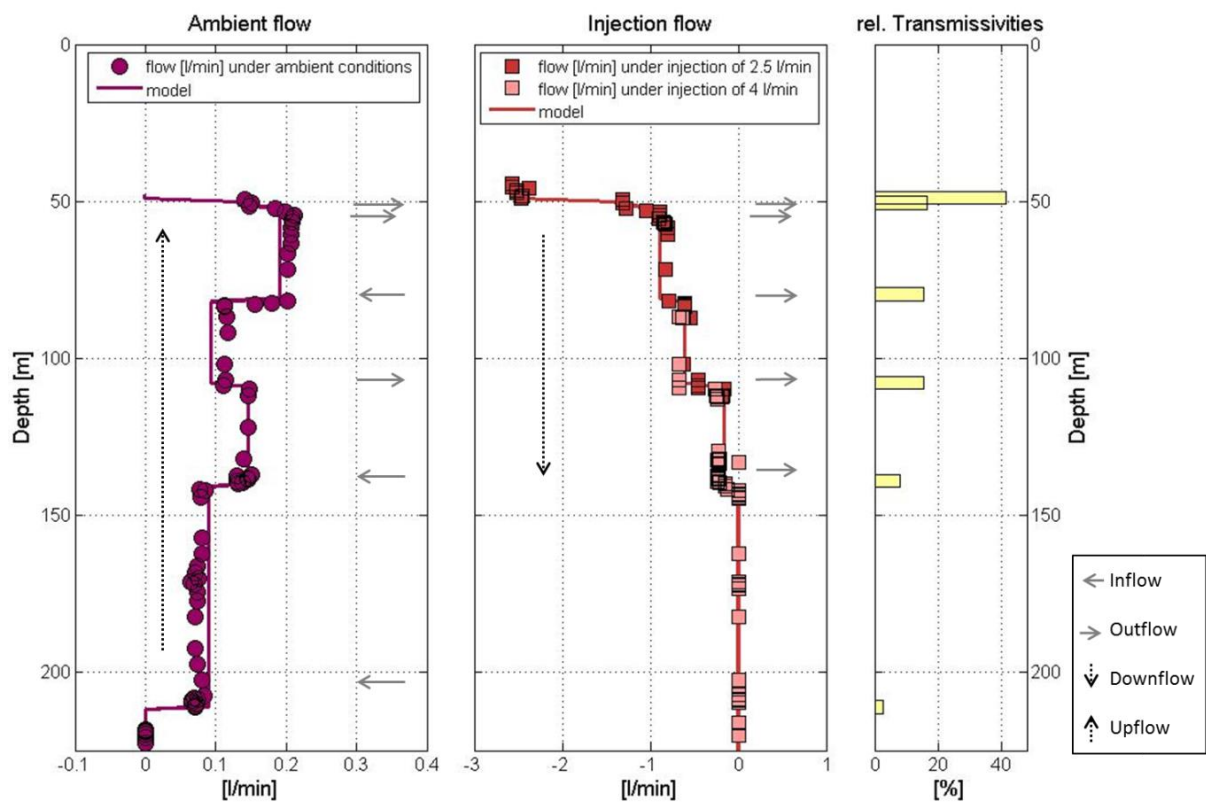 Ambient flow
Injection flow
rel. Transmissivities
flow [l/min] under ambient conditions
model
flow [l/min] under injection of 2.5 l/min
flow [l/min] under injection of 4 l/min
model
0
50
100
150
200
Depth [m]
-0.1 0 0.1 0.2 0.3 0.4
[l/min]
-4 -3 -2 -1 0 1
[l/min]
0 20 40
[%]
0
50
100
150
200
Depth [m]
Inflow
Outflow
Downflow
Upflow